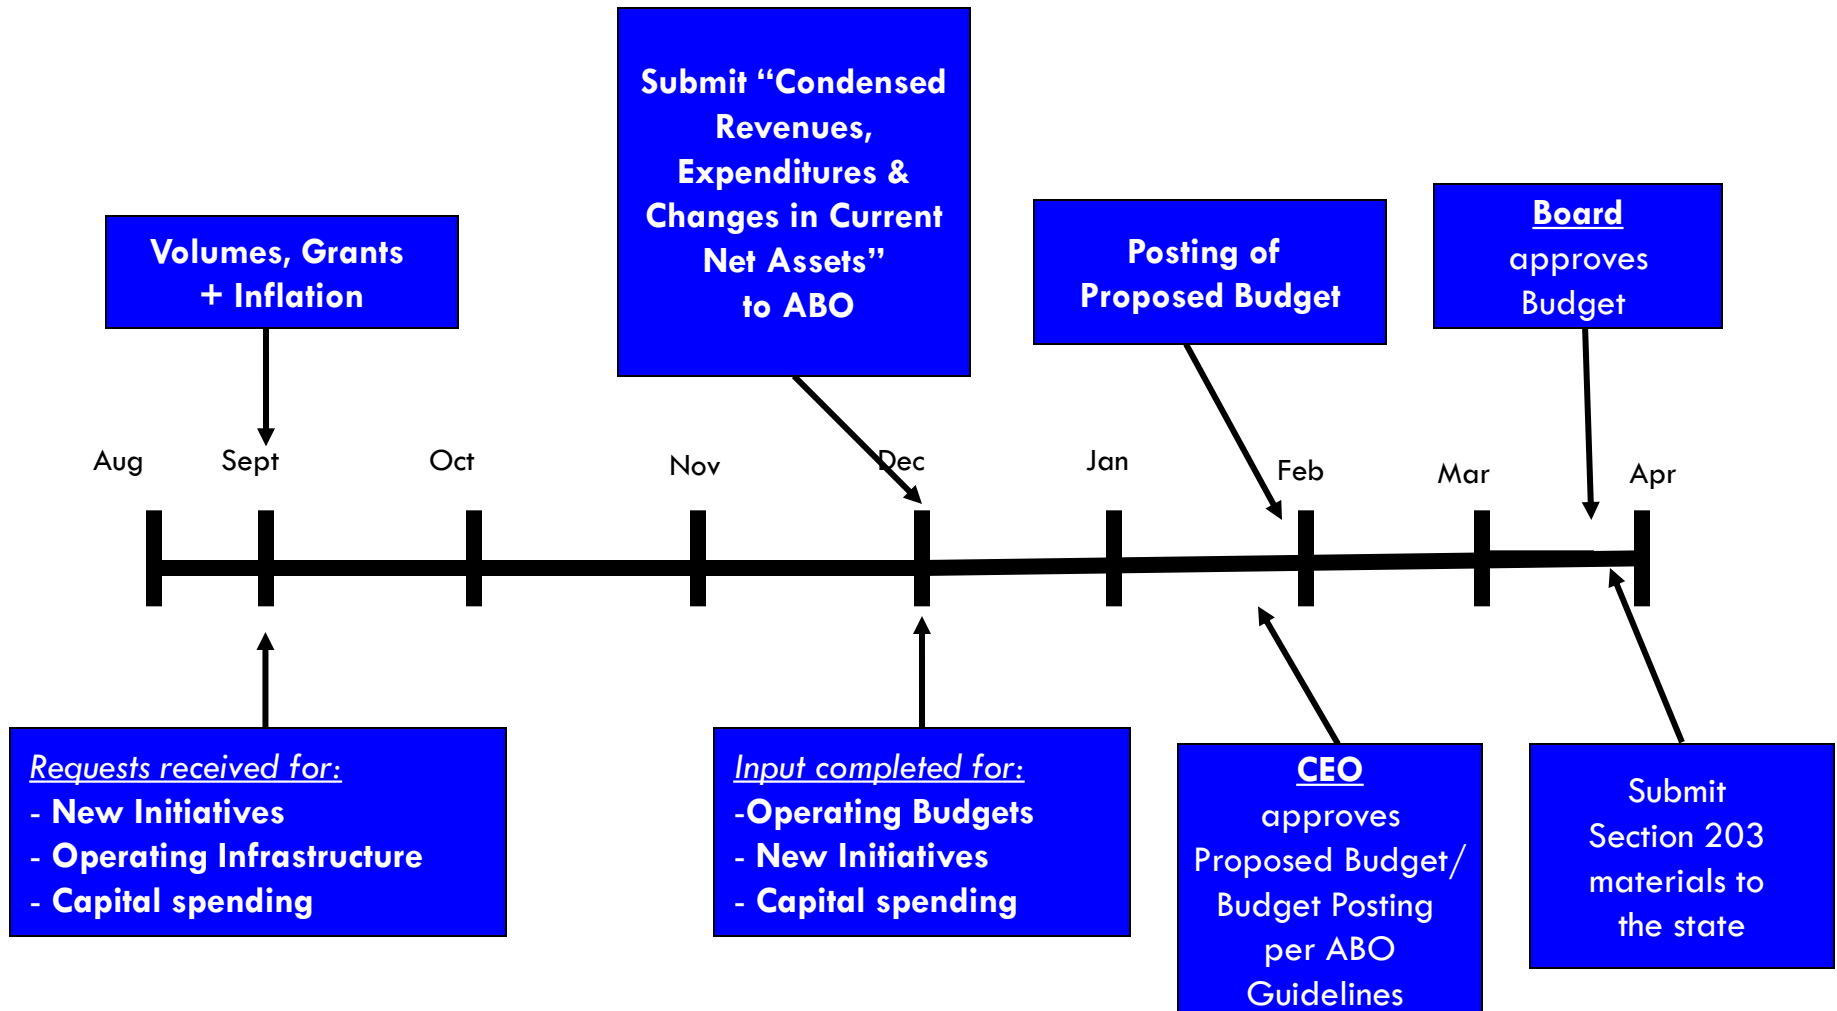 Submit “Condensed
Revenues,
Expenditures &
Changes in Current
Net Assets”
to ABO
Volumes, Grants
+ Inflation
Posting of
Proposed Budget
Board
approves
Budget
Aug
Sept
Oct
Nov
Dec
Jan
Feb
Mar
Apr
Requests received for:
- New Initiatives
- Operating Infrastructure
- Capital spending
Input completed for:
-Operating Budgets
- New Initiatives
- Capital spending
CEO
approves
Proposed Budget/
Budget Posting
per ABO
Guidelines
Submit
Section 203
materials to
the state